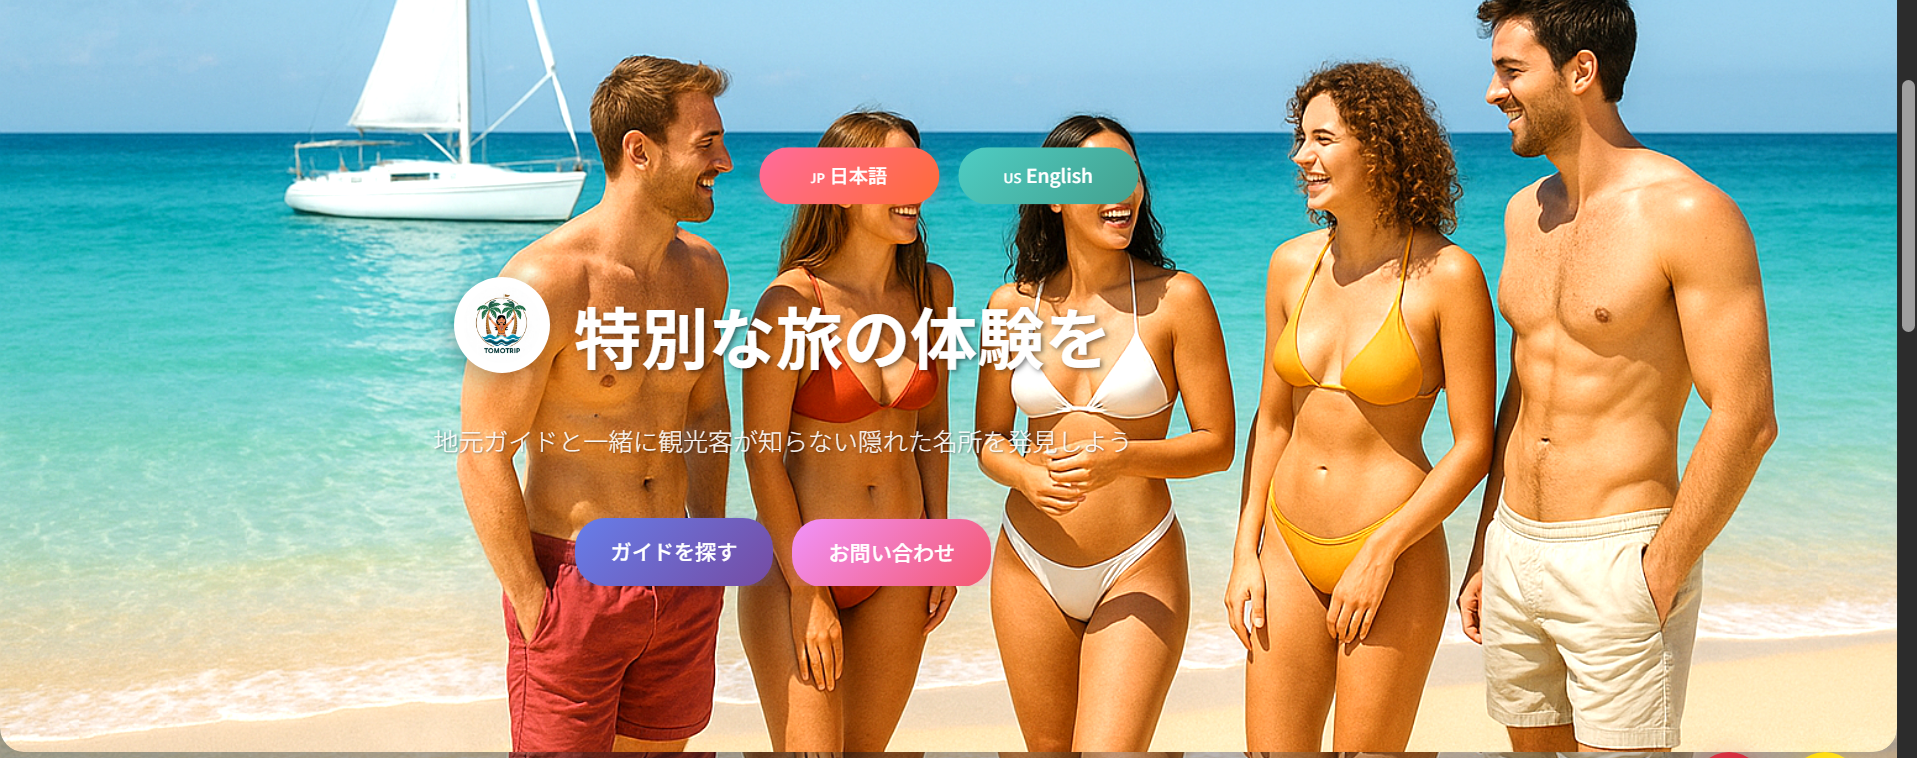 JP 日本語
US English
TOMOTRIP
特別な旅の体験を
地元ガイドと一緒に観光客が知らない隠れた名所を発見しよう
ガイドを探す
お問い合わせ